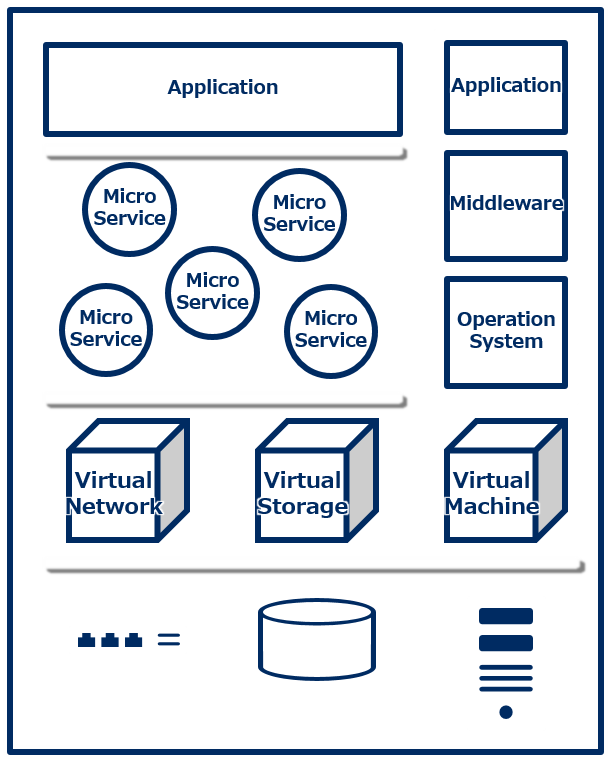 Application
Application
Micro
Service
Micro
Service
Middleware
Micro
Service
Micro
Service
Micro
Service
Operation
System
Virtual
Network
Virtual
Storage
Virtual
Machine